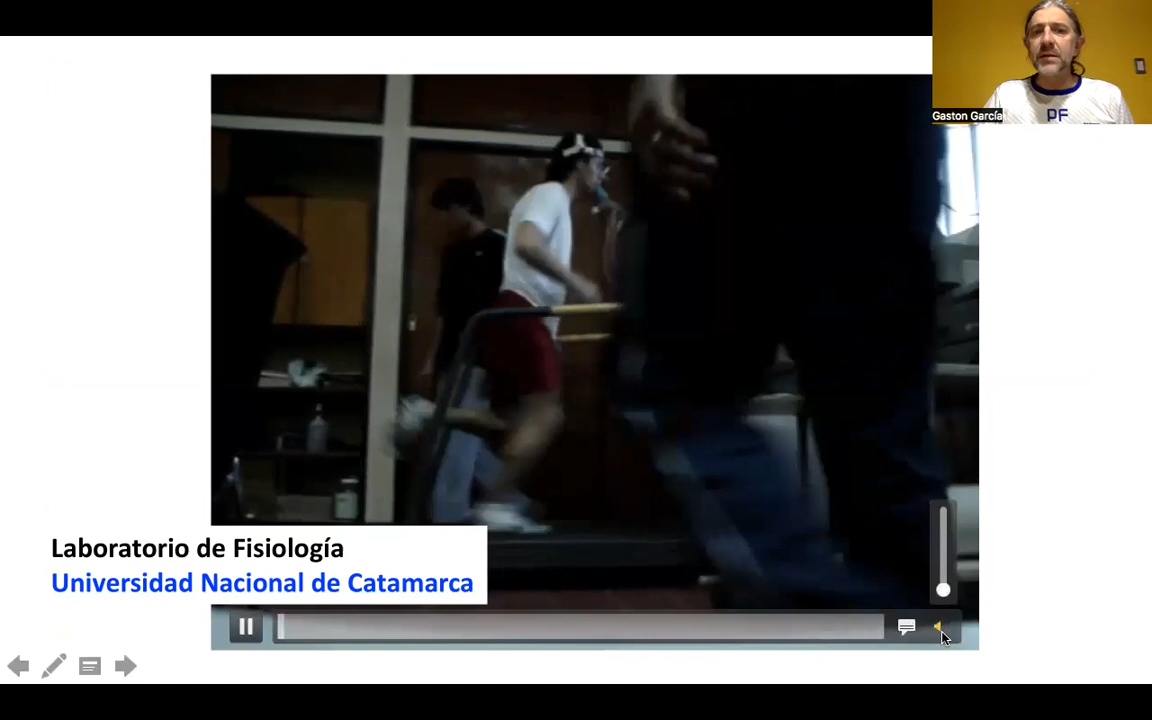 Gaston García
PF
Laboratorio de Fisiología
Universidad Nacional de Catamarca